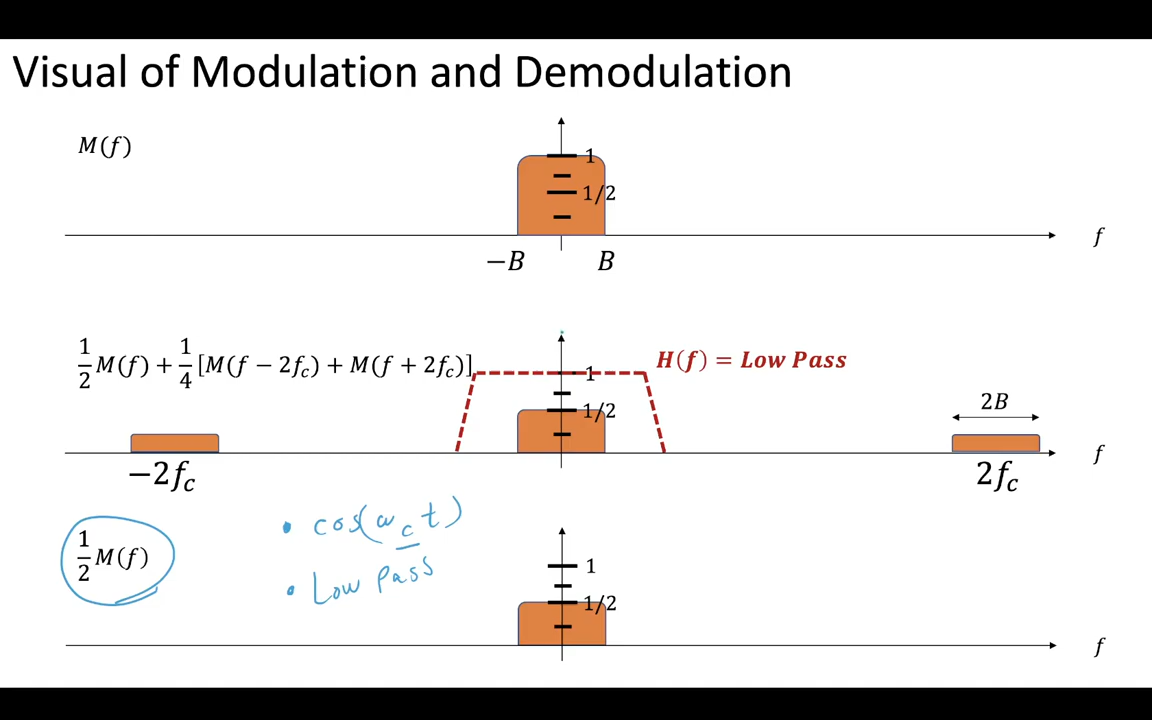 Visual of Modulation and Demodulation
M(f)
1
1/2
f
−B
B
1/2 M(f) + 1/4 [M(f − 2f_c) + M(f + 2f_c)]
H(f) = Low Pass
1
1/2
2B
f
−2f_c
2f_c
• cos(ω_c t)
1/2 M(f)
• Low Pass
1
1/2
f